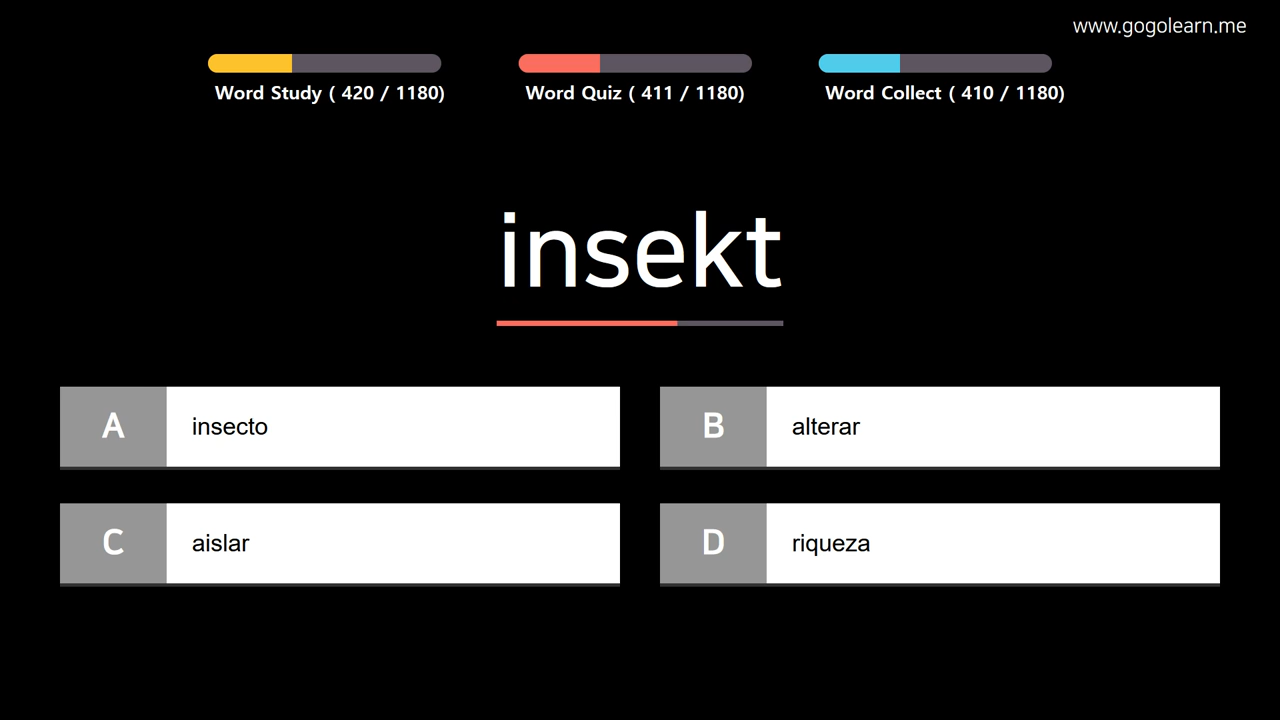 www.gogolearn.me
Word Study ( 420 / 1180)
Word Quiz ( 411 / 1180)
Word Collect ( 410 / 1180)
insekt
A insecto
B alterar
C aislar
D riqueza